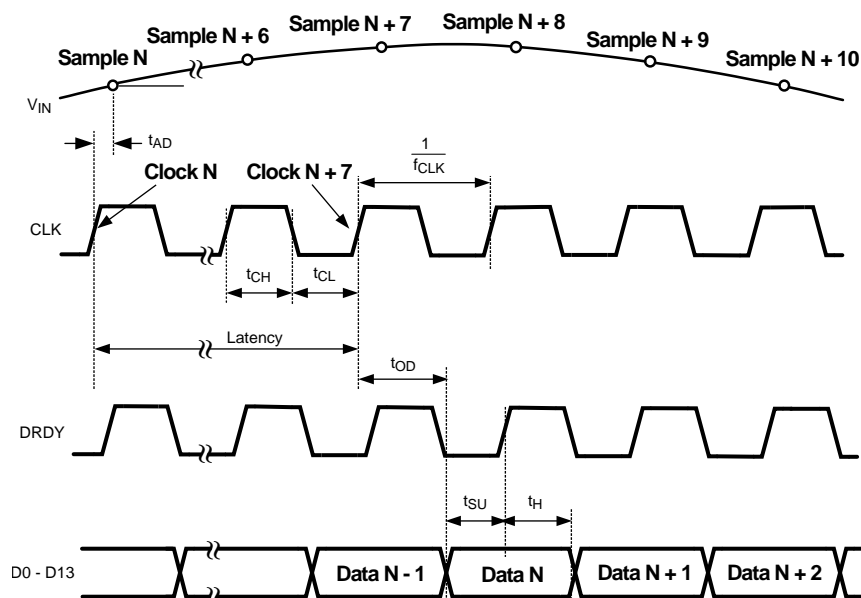 Sample N
Sample N + 6
Sample N + 7
Sample N + 8
Sample N + 9
Sample N + 10
VIN
tAD
Clock N
Clock N + 7
1
fCLK
CLK
tCH
tCL
Latency
tOD
DRDY
tSU
tH
D0 - D13
Data N - 1
Data N
Data N + 1
Data N + 2